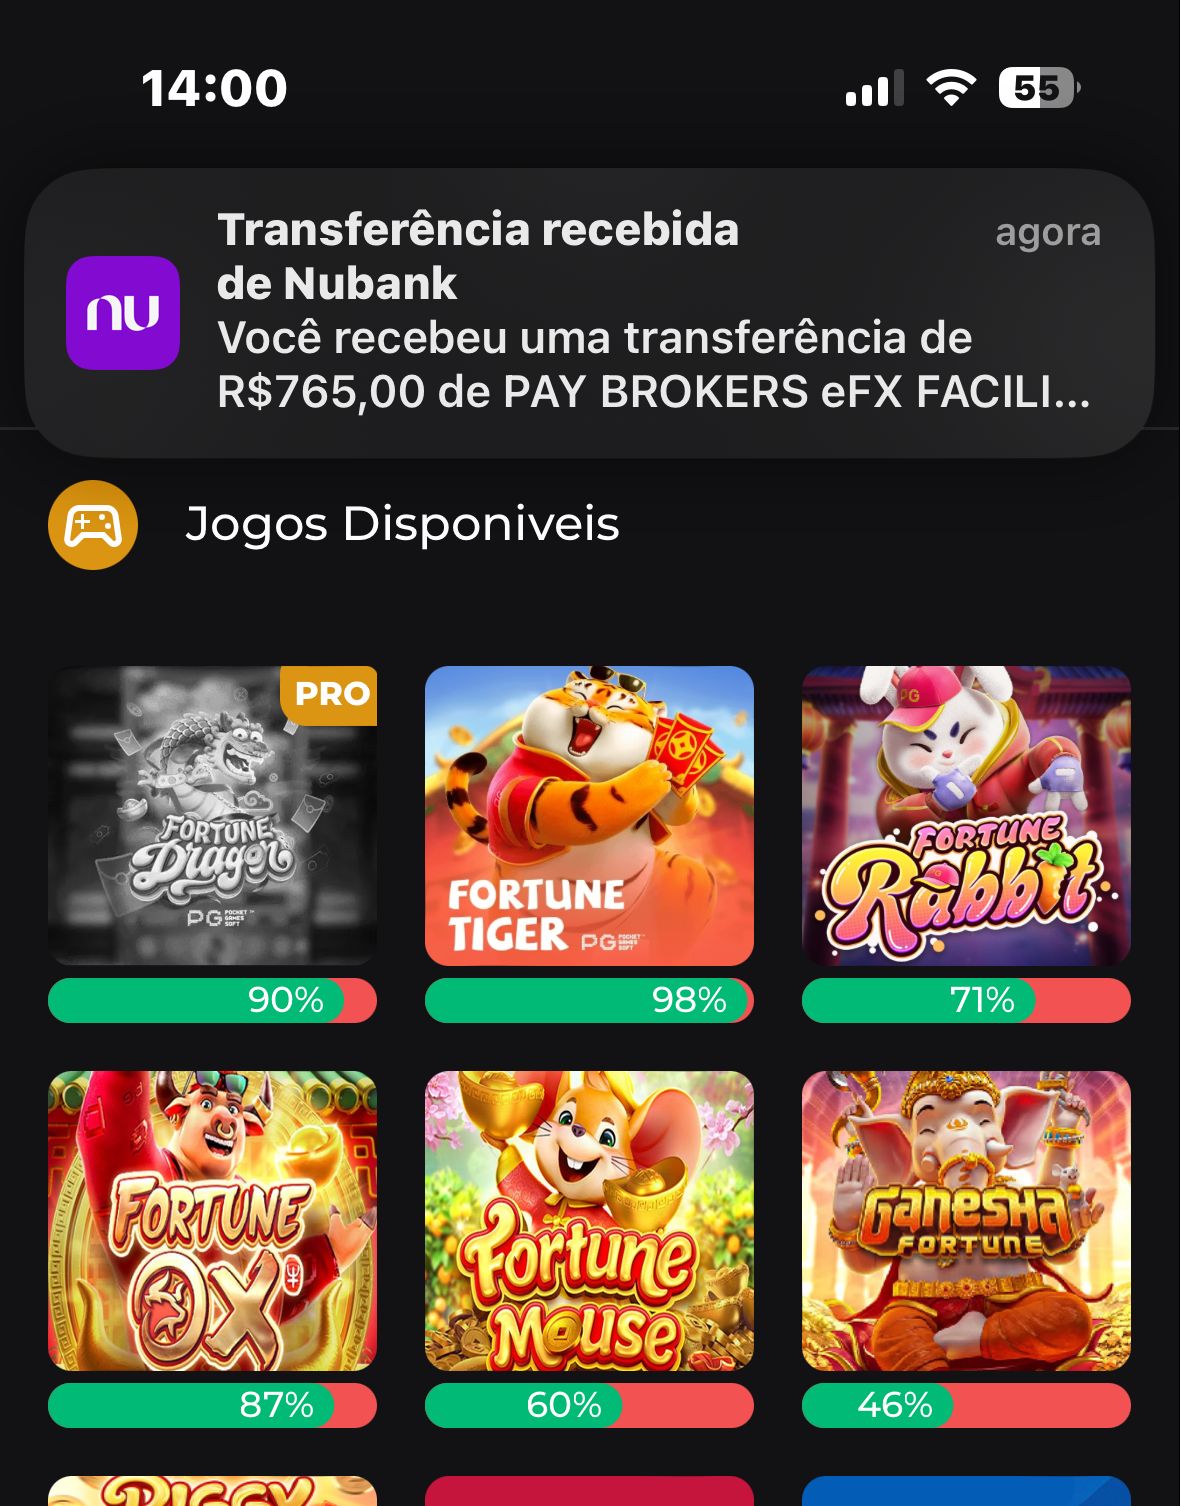 14:00
55
Transferência recebida
de Nubank
agora
nu
Você recebeu uma transferência de
R$765,00 de PAY BROKERS eFX FACILI...
Jogos Disponiveis
PRO
FORTUNE
Dragon
PG POCKET GAMES SOFT
FORTUNE
TIGER PG POCKET GAMES SOFT
PG
FORTUNE
Rabbit
90%
98%
71%
FORTUNE
OX
Fortune
Mouse
GANESHA
FORTUNE
87%
60%
46%
PIGGY